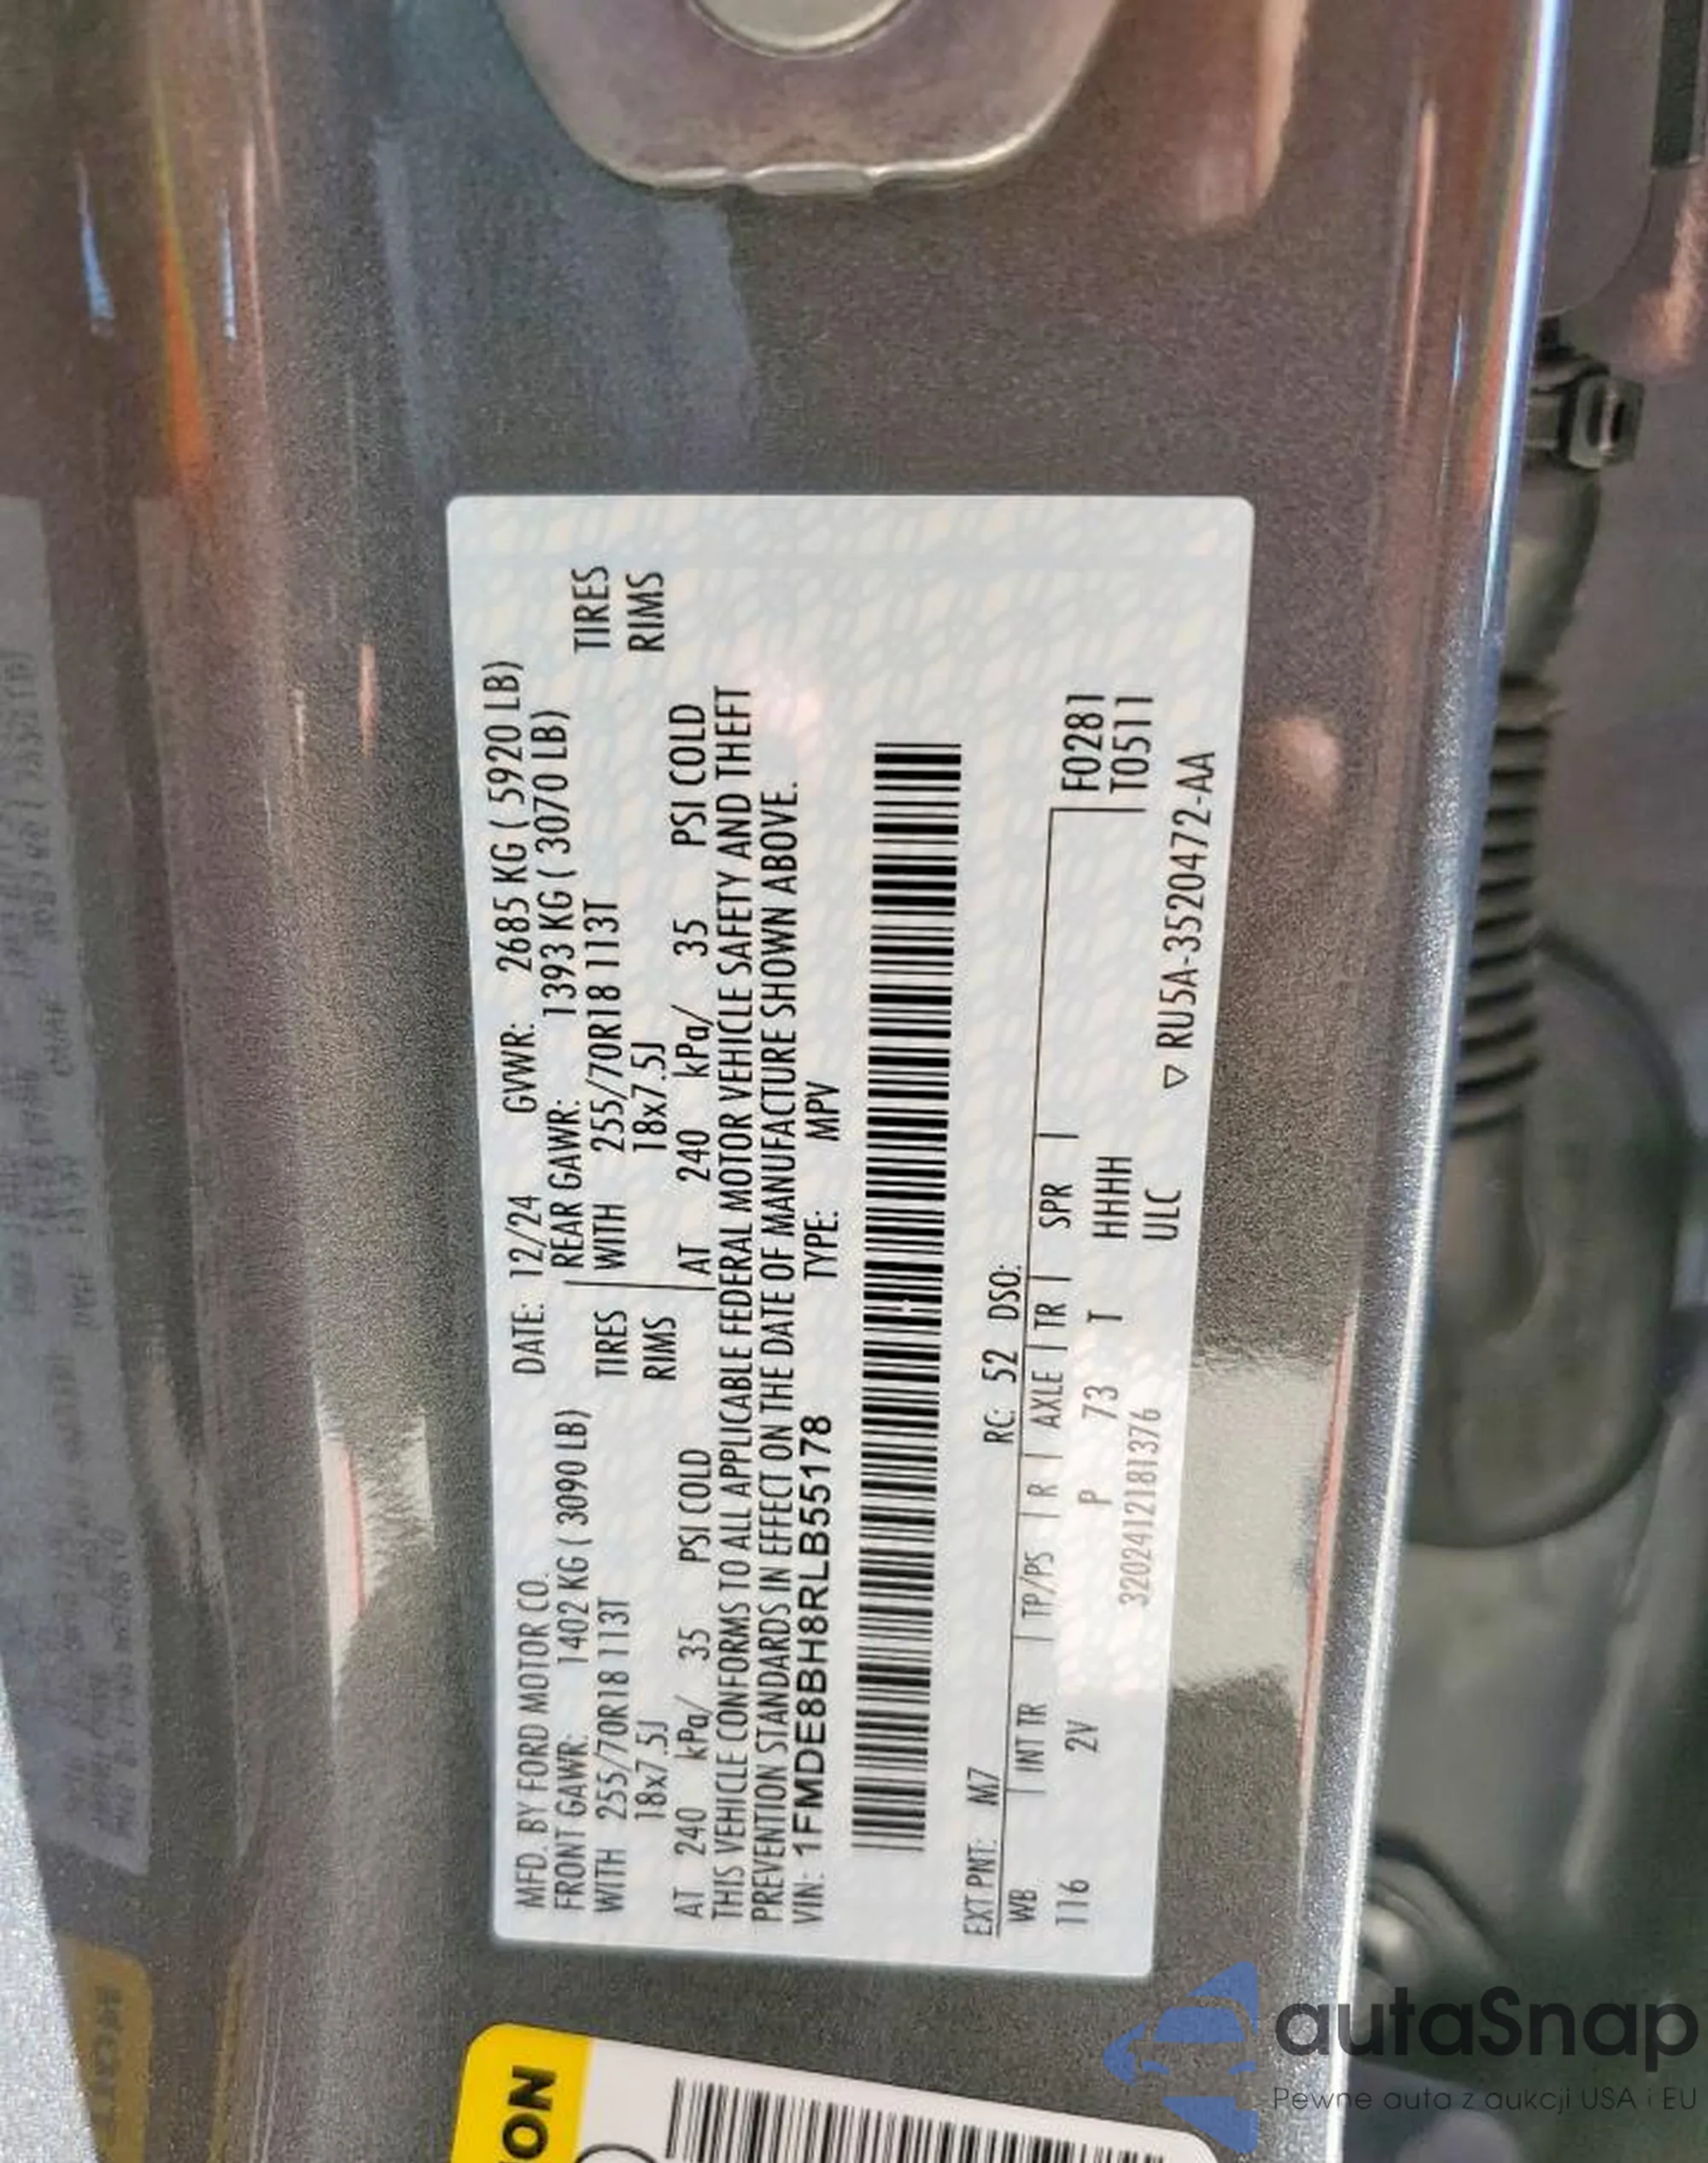 MFD. BY FORD MOTOR CO. DATE: 12/24 GVWR: 2685 KG ( 5920 LB)
FRONT GAWR: 1402 KG ( 3090 LB) REAR GAWR: 1393 KG ( 3070 LB)
WITH 255/70R18 113T TIRES WITH 255/70R18 113T TIRES
18x7.5J RIMS 18x7.5J RIMS
AT 240 kPa/ 35 PSI COLD AT 240 kPa/ 35 PSI COLD
THIS VEHICLE CONFORMS TO ALL APPLICABLE FEDERAL MOTOR VEHICLE SAFETY AND THEFT
PREVENTION STANDARDS IN EFFECT ON THE DATE OF MANUFACTURE SHOWN ABOVE.
VIN: 1FMDE8BH8RLB55178 TYPE: MPV
EXT PNT: M7 RC: 52 DSO:
WB INT TR TP/PS R AXLE TR SPR F0281
116 2V P 73 T HHHH T0511
320241218181376 ULC
▽ RU5A-3520472-AA
ION
autaSnap
Pewne auta z aukcji USA i EU